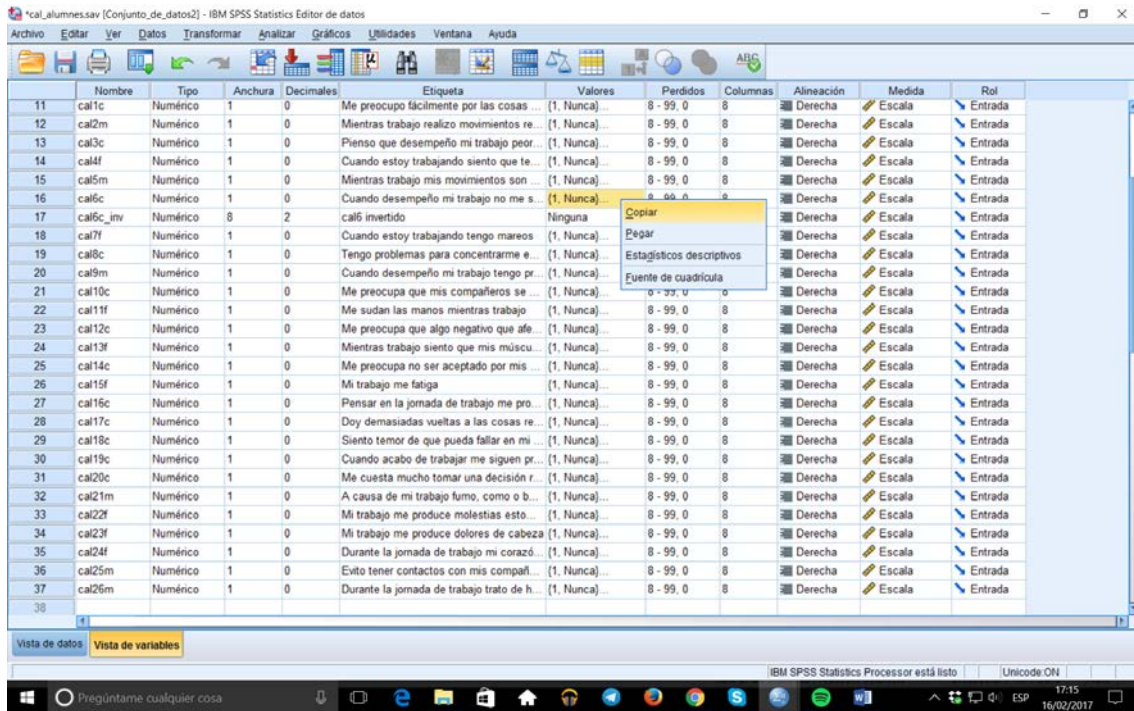 *cal_alumnes.sav [Conjunto_de_datos2] - IBM SPSS Statistics Editor de datos
Archivo Editar Ver Datos Transformar Analizar Gráficos Utilidades Ventana Ayuda
Nombre Tipo Anchura Decimales Etiqueta Valores Perdidos Columnas Alineación Medida Rol
11 cal1c Numérico 1 0 Me preocupo fácilmente por las cosas ... {1, Nunca}... 8 - 99, 0 8 Derecha Escala Entrada
12 cal2m Numérico 1 0 Mientras trabajo realizo movimientos re... {1, Nunca}... 8 - 99, 0 8 Derecha Escala Entrada
13 cal3c Numérico 1 0 Pienso que desempeño mi trabajo peor... {1, Nunca}... 8 - 99, 0 8 Derecha Escala Entrada
14 cal4f Numérico 1 0 Cuando estoy trabajando siento que te... {1, Nunca}... 8 - 99, 0 8 Derecha Escala Entrada
15 cal5m Numérico 1 0 Mientras trabajo mis movimientos son ... {1, Nunca}... 8 - 99, 0 8 Derecha Escala Entrada
16 cal6c Numérico 1 0 Cuando desempeño mi trabajo no me s... {1, Nunca}... 8 - 99, 0 8 Derecha Escala Entrada
17 cal6c_inv Numérico 8 2 cal6 invertido Ninguna Derecha Escala Entrada
18 cal7f Numérico 1 0 Cuando estoy trabajando tengo mareos {1, Nunca}... Derecha Escala Entrada
19 cal8c Numérico 1 0 Tengo problemas para concentrarme e... {1, Nunca}... Derecha Escala Entrada
20 cal9m Numérico 1 0 Cuando desempeño mi trabajo tengo pr... {1, Nunca}... Derecha Escala Entrada
21 cal10c Numérico 1 0 Me preocupa que mis compañeros se ... {1, Nunca}... 8 - 99, 0 8 Derecha Escala Entrada
Copiar
Pegar
Estadísticos descriptivos
Fuente de cuadrícula
22 cal11f Numérico 1 0 Me sudan las manos mientras trabajo {1, Nunca}... 8 - 99, 0 8 Derecha Escala Entrada
23 cal12c Numérico 1 0 Me preocupa que algo negativo que afe... {1, Nunca}... 8 - 99, 0 8 Derecha Escala Entrada
24 cal13f Numérico 1 0 Mientras trabajo siento que mis múscu... {1, Nunca}... 8 - 99, 0 8 Derecha Escala Entrada
25 cal14c Numérico 1 0 Me preocupa no ser aceptado por mis ... {1, Nunca}... 8 - 99, 0 8 Derecha Escala Entrada
26 cal15f Numérico 1 0 Mi trabajo me fatiga {1, Nunca}... 8 - 99, 0 8 Derecha Escala Entrada
27 cal16c Numérico 1 0 Pensar en la jornada de trabajo me pro... {1, Nunca}... 8 - 99, 0 8 Derecha Escala Entrada
28 cal17c Numérico 1 0 Doy demasiadas vueltas a las cosas re... {1, Nunca}... 8 - 99, 0 8 Derecha Escala Entrada
29 cal18c Numérico 1 0 Siento temor de que pueda fallar en mi ... {1, Nunca}... 8 - 99, 0 8 Derecha Escala Entrada
30 cal19c Numérico 1 0 Cuando acabo de trabajar me siguen pr... {1, Nunca}... 8 - 99, 0 8 Derecha Escala Entrada
31 cal20c Numérico 1 0 Me cuesta mucho tomar una decisión r... {1, Nunca}... 8 - 99, 0 8 Derecha Escala Entrada
32 cal21m Numérico 1 0 A causa de mi trabajo fumo, como o b... {1, Nunca}... 8 - 99, 0 8 Derecha Escala Entrada
33 cal22f Numérico 1 0 Mi trabajo me produce molestias esto... {1, Nunca}... 8 - 99, 0 8 Derecha Escala Entrada
34 cal23f Numérico 1 0 Mi trabajo me produce dolores de cabeza {1, Nunca}... 8 - 99, 0 8 Derecha Escala Entrada
35 cal24f Numérico 1 0 Durante la jornada de trabajo mi corazó... {1, Nunca}... 8 - 99, 0 8 Derecha Escala Entrada
36 cal25m Numérico 1 0 Evito tener contactos con mis compañ... {1, Nunca}... 8 - 99, 0 8 Derecha Escala Entrada
37 cal26m Numérico 1 0 Durante la jornada de trabajo trato de h... {1, Nunca}... 8 - 99, 0 8 Derecha Escala Entrada
38
Vista de datos Vista de variables
IBM SPSS Statistics Processor está listo Unicode:ON
Pregúntame cualquier cosa ESP 17:15
16/02/2017